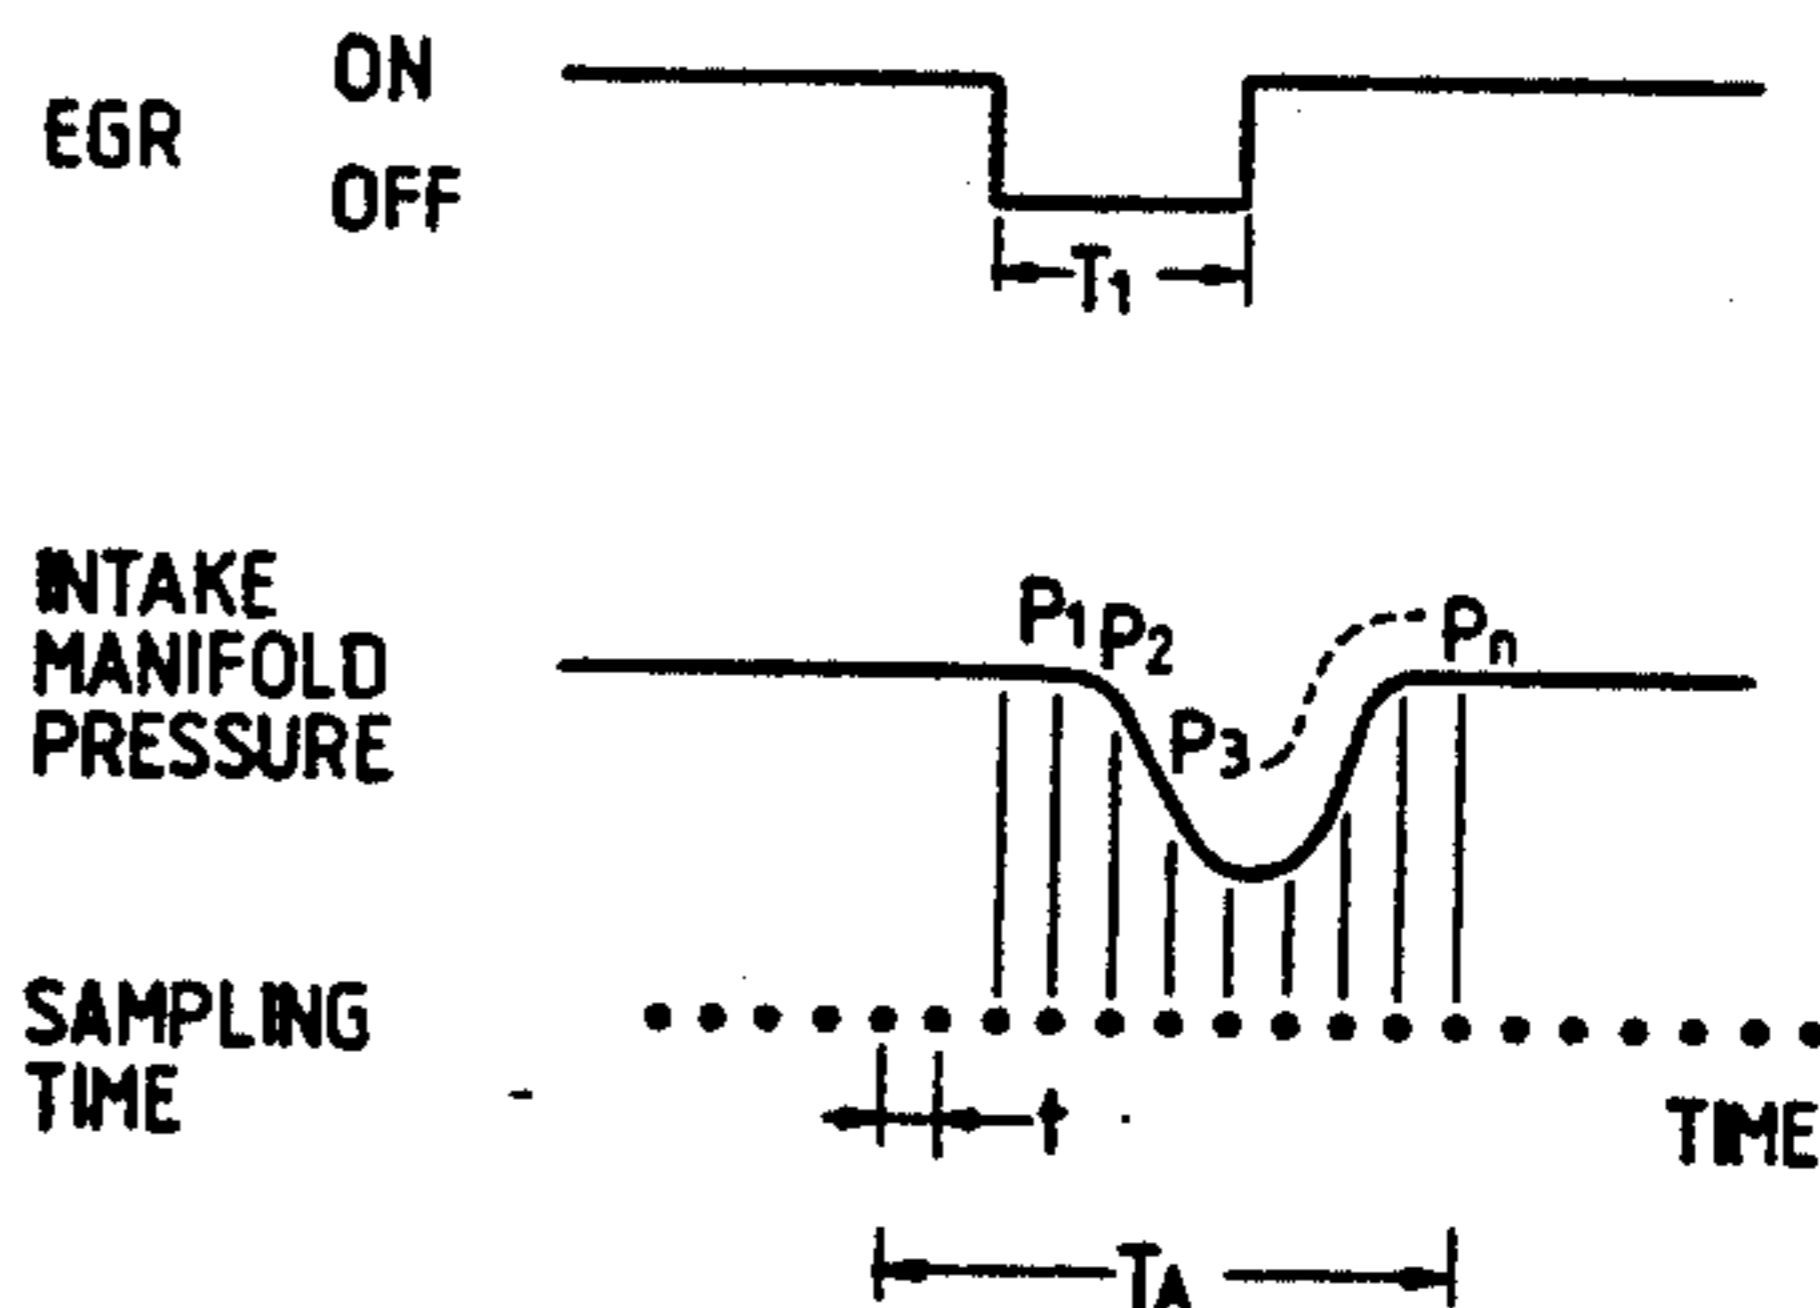 ON
EGR
OFF
T1
INTAKE
MANIFOLD
PRESSURE
P1 P2
P3
Pn
SAMPLING
TIME
t
TIME
TA